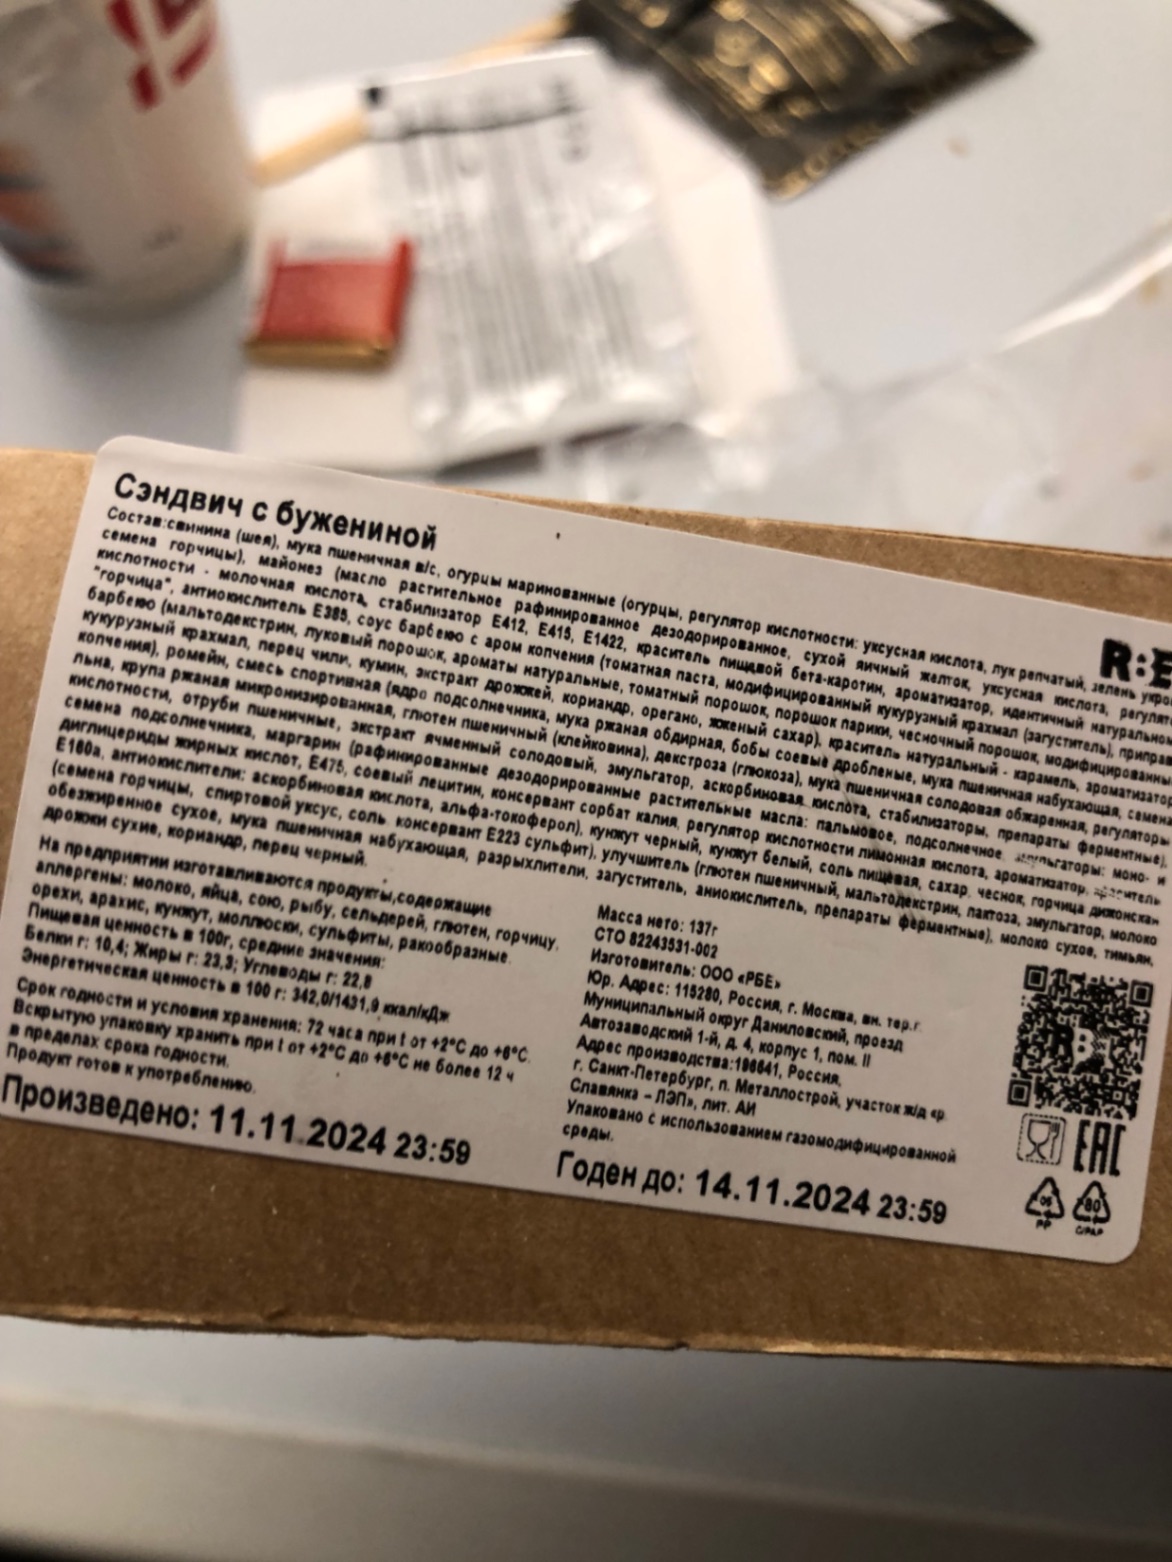 Сэндвич с бужениной
Состав:свинина (шея), мука пшеничная в/с, огурцы маринованные (огурцы, регулятор кислотности: уксусная кислота, лук репчатый, зелень укро
семена горчицы), майонез (масло растительное рафинированное дезодорированное, сухой яичный желток, уксусная кислота, регулято
кислотности - молочная кислота, стабилизатор Е412, Е415, Е1422, краситель пищевой бета-каротин, ароматизатор, идентичный натуральном
"горчица", антиокислитель Е385, соус барбекю с аром копчения (томатная паста, модифицированный кукурузный крахмал (загуститель), приправ
барбекю (мальтодекстрин, луковый порошок, ароматы натуральные, томатный порошок, порошок паприки, чесночный порошок, модифицированны
кукурузный крахмал, перец чили, кумин, экстракт дрожжей, кориандр, орегано, жженый сахар), краситель натуральный - карамель, ароматизатор
копчения), ромейн, смесь спортивная (ядро подсолнечника, мука ржаная обдирная, бобы соевые дробленые, мука пшеничная набухающая, семена
льна, крупа ржаная микронизированная, глютен пшеничный (клейковина), декстроза (глюкоза), мука пшеничная солодовая обжаренная, регуляторы
кислотности, отруби пшеничные, экстракт ячменный солодовый, эмульгатор, аскорбиновая кислота, стабилизаторы, препараты ферментные),
семена подсолнечника, маргарин (рафинированные дезодорированные растительные масла: пальмовое, подсолнечное, эмульгаторы: моно- и
диглицериды жирных кислот, Е475, соевый лецитин, консервант сорбат калия, регулятор кислотности лимонная кислота, ароматизатор, краситель
Е160а, антиокислители: аскорбиновая кислота, альфа-токоферол), кунжут черный, кунжут белый, соль пищевая, сахар, чеснок, горчица дижонская
(семена горчицы, спиртовой уксус, соль, консервант Е223 сульфит), улучшитель (глютен пшеничный, мальтодекстрин, лактоза, эмульгатор, молоко
обезжиренное сухое, мука пшеничная набухающая, разрыхлители, загуститель, аниокислитель, препараты ферментные), молоко сухое, тимьян,
дрожжи сухие, кориандр, перец черный.
На предприятии изготавливаются продукты,содержащие
аллергены: молоко, яйца, сою, рыбу, сельдерей, глютен, горчицу,
орехи, арахис, кунжут, моллюски, сульфиты, ракообразные.
Пищевая ценность в 100г, средние значения:
Белки г: 10,4; Жиры г: 23,3; Углеводы г: 22,8
Энергетическая ценность в 100 г: 342,0/1431,9 ккал/кДж
Срок годности и условия хранения: 72 часа при t от +2°С до +6°С.
Вскрытую упаковку хранить при t от +2°С до +6°С не более 12 ч
в пределах срока годности.
Продукт готов к употреблению.
Произведено: 11.11.2024 23:59
Масса нето: 137г
СТО 82243531-002
Изготовитель: ООО «РБЕ»
Юр. Адрес: 115280, Россия, г. Москва, вн. тер.г.
Муниципальный округ Даниловский, проезд
Автозаводский 1-й, д. 4, корпус 1, пом. II
Адрес производства:196641, Россия,
г. Санкт-Петербург, п. Металлострой, участок ж/д «р.
Славянка – ЛЭП», лит. АИ
Упаковано с использованием газомодифицированной
среды.
Годен до: 14.11.2024 23:59
R:E
R:E
EAC
05
PP
80
C/PAP